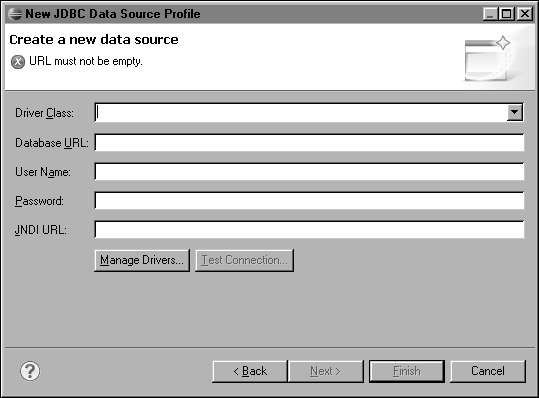 New JDBC Data Source Profile
Create a new data source
URL must not be empty.
Driver Class:
Database URL:
User Name:
Password:
JNDI URL:
Manage Drivers... Test Connection...
? < Back Next > Finish Cancel